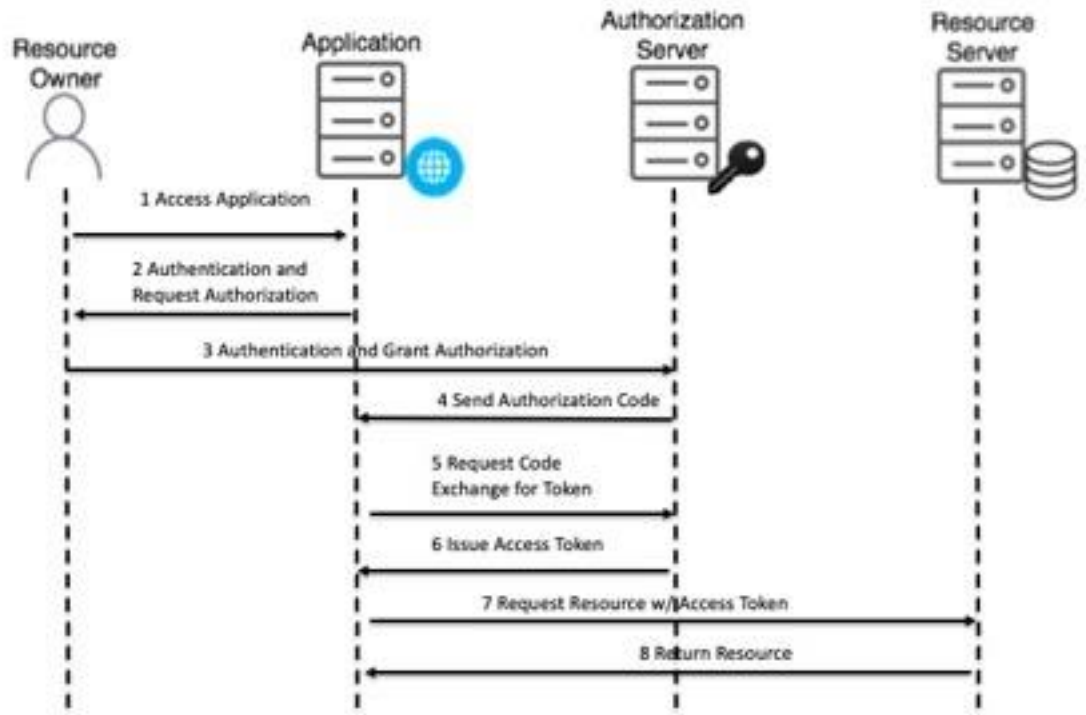 Resource
Owner
Application
Authorization
Server
Resource
Server
1 Access Application
2 Authentication and
Request Authorization
3 Authentication and Grant Authorization
4 Send Authorization Code
5 Request Code
Exchange for Token
6 Issue Access Token
7 Request Resource w/ Access Token
8 Return Resource